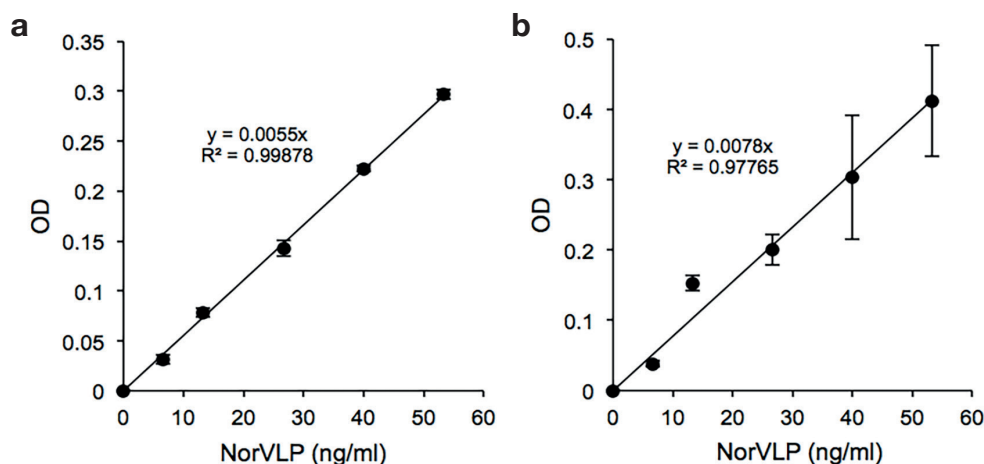 a
0.35
0.3
0.25
0.2
0.15
0.1
0.05
0
OD
y = 0.0055x
R² = 0.99878
0 10 20 30 40 50 60
NorVLP (ng/ml)
b
0.5
0.4
0.3
0.2
0.1
0
OD
y = 0.0078x
R² = 0.97765
0 10 20 30 40 50 60
NorVLP (ng/ml)